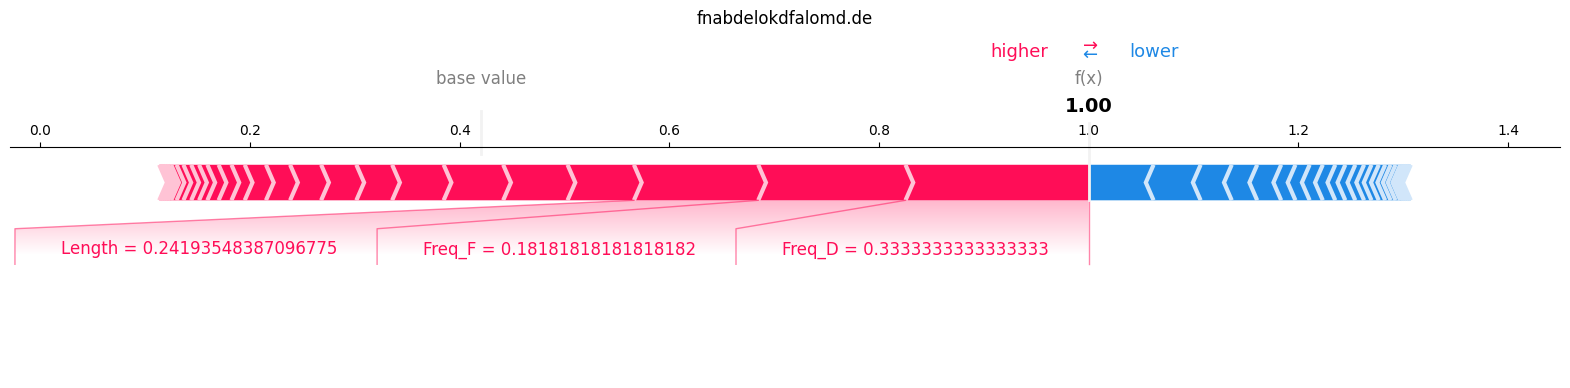 fnabdelokdfalomd.de
higher → ← lower
base value f(x)
1.00
0.0 0.2 0.4 0.6 0.8 1.0 1.2 1.4
Length = 0.24193548387096775 Freq_F = 0.18181818181818182 Freq_D = 0.3333333333333333